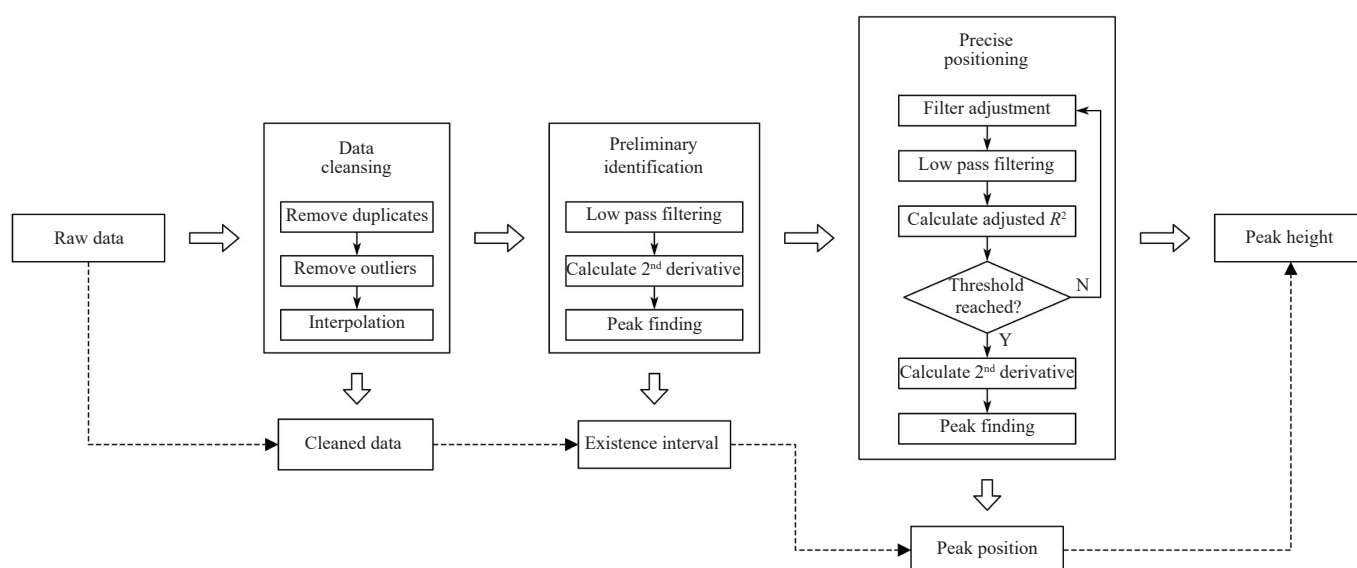 Raw data
Data
cleansing
Remove duplicates
Remove outliers
Interpolation
Cleaned data
Preliminary
identification
Low pass filtering
Calculate 2nd derivative
Peak finding
Existence interval
Precise
positioning
Filter adjustment
Low pass filtering
Calculate adjusted R²
Threshold
reached?
N
Y
Calculate 2nd derivative
Peak finding
Peak position
Peak height